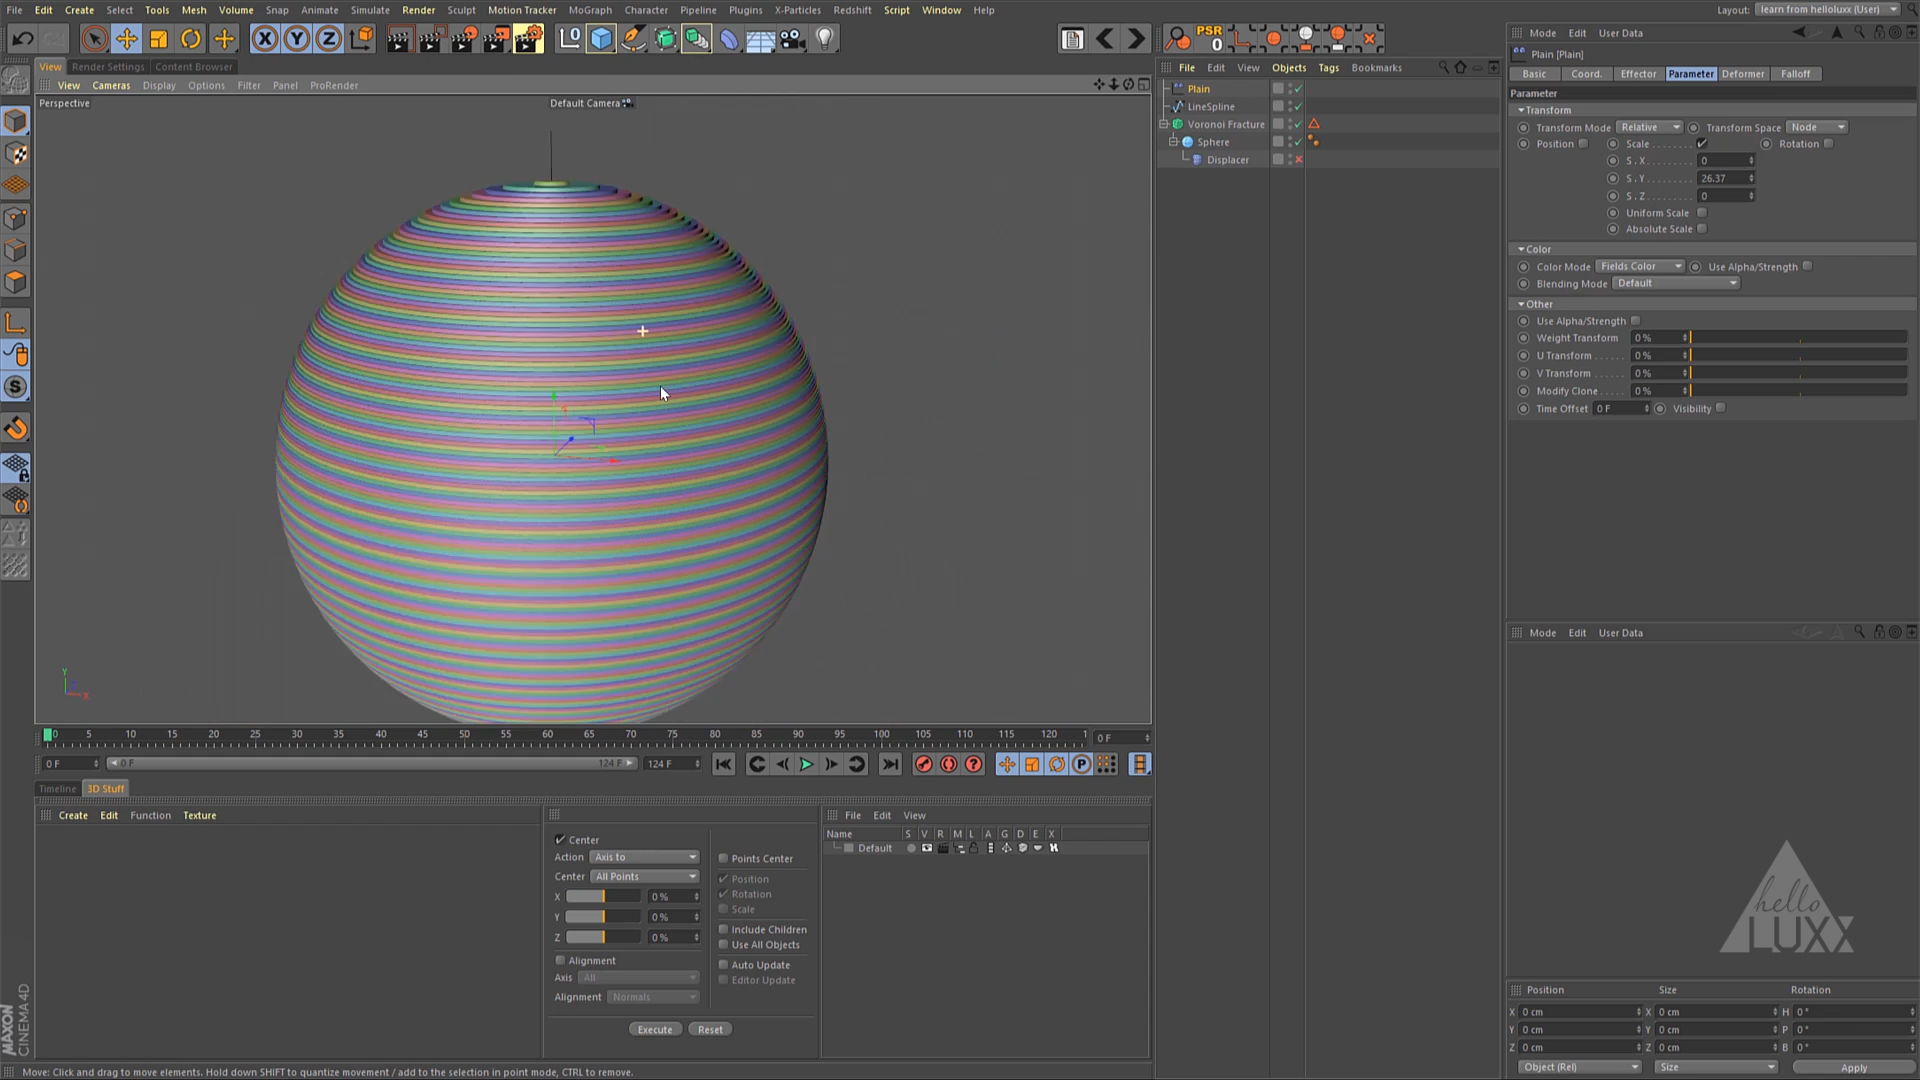 File Edit Create Select Tools Mesh Volume Snap Animate Simulate Render Sculpt Motion Tracker MoGraph Character Pipeline Plugins X-Particles Redshift Script Window Help Layout: learn from helloluxx (User)
X Y Z PSR 0
View Render Settings Content Browser
View Cameras Display Options Filter Panel ProRender
Perspective Default Camera
Y X
File Edit View Objects Tags Bookmarks
Plain
LineSpline
Voronoi Fracture
Sphere
Displacer
Mode Edit User Data
Plain [Plain]
Basic Coord. Effector Parameter Deformer Falloff
Parameter
Transform
Transform Mode Relative Transform Space Node
Position Scale Rotation
S . X 0
S . Y 26.37
S . Z 0
Uniform Scale
Absolute Scale
Color
Color Mode Fields Color Use Alpha/Strength
Blending Mode Default
Other
Use Alpha/Strength
Weight Transform 0 %
U Transform 0 %
V Transform 0 %
Modify Clone 0 %
Time Offset 0 F Visibility
Mode Edit User Data
hello
LUXX
0 5 10 15 20 25 30 35 40 45 50 55 60 65 70 75 80 85 90 95 100 105 110 115 120 1 0 F
0 F 0 F 124 F 124 F P
Timeline 3D Stuff
Create Edit Function Texture
Center
Action Axis to
Center All Points
X 0 %
Y 0 %
Z 0 %
Alignment
Axis All
Alignment Normals
Points Center
Position
Rotation
Scale
Include Children
Use All Objects
Auto Update
Editor Update
Execute Reset
File Edit View
Name S V R M L A G D E X
Default
Position Size Rotation
X 0 cm X 0 cm H 0 °
Y 0 cm Y 0 cm P 0 °
Z 0 cm Z 0 cm B 0 °
Object (Rel) Size Apply
MAXON
CINEMA 4D
Move: Click and drag to move elements. Hold down SHIFT to quantize movement / add to the selection in point mode, CTRL to remove.